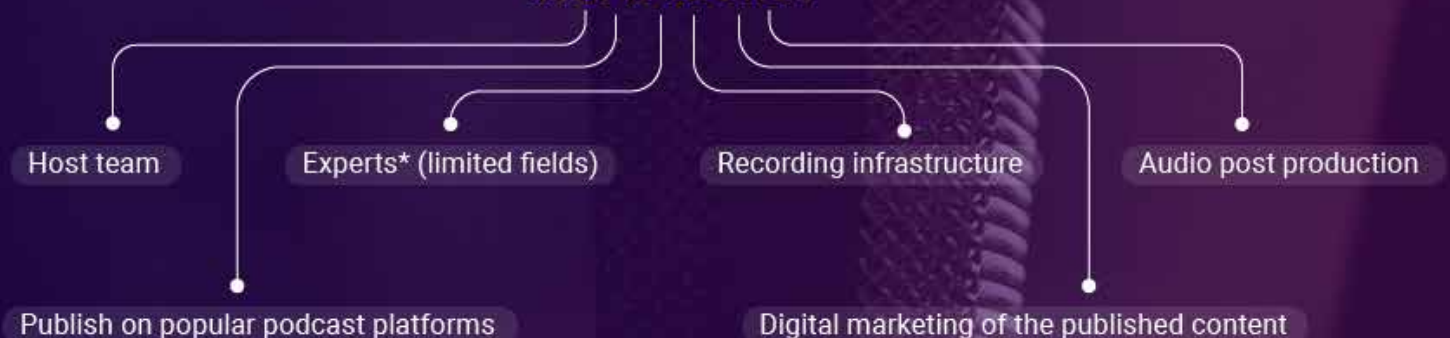 Host team
Experts* (limited fields)
Recording infrastructure
Audio post production
Publish on popular podcast platforms
Digital marketing of the published content